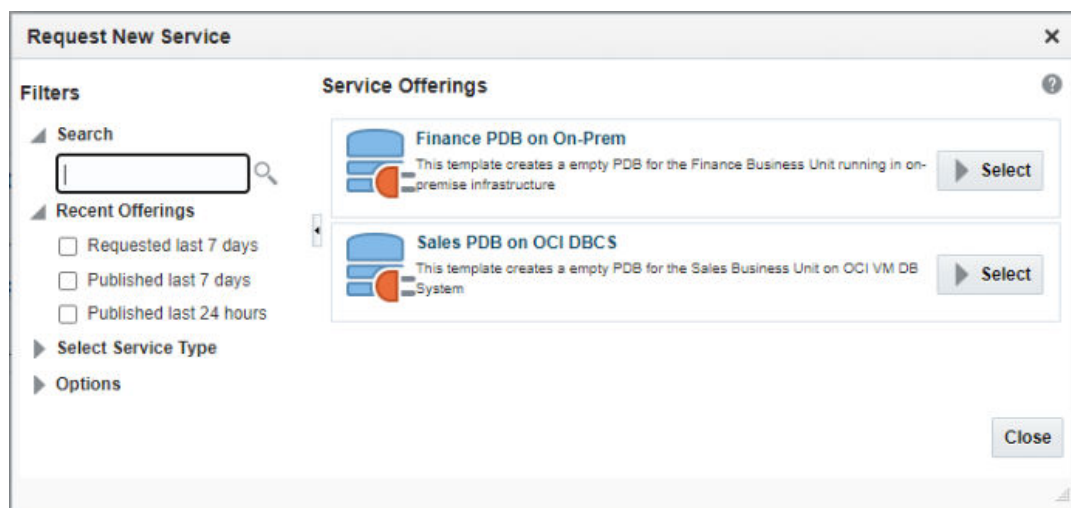 Request New Service
Filters
Search
Recent Offerings
Requested last 7 days
Published last 7 days
Published last 24 hours
Select Service Type
Options
Service Offerings
Finance PDB on On-Prem
This template creates a empty PDB for the Finance Business Unit running in on-
premise infrastructure
Select
Sales PDB on OCI DBCS
This template creates a empty PDB for the Sales Business Unit on OCI VM DB
System
Select
Close